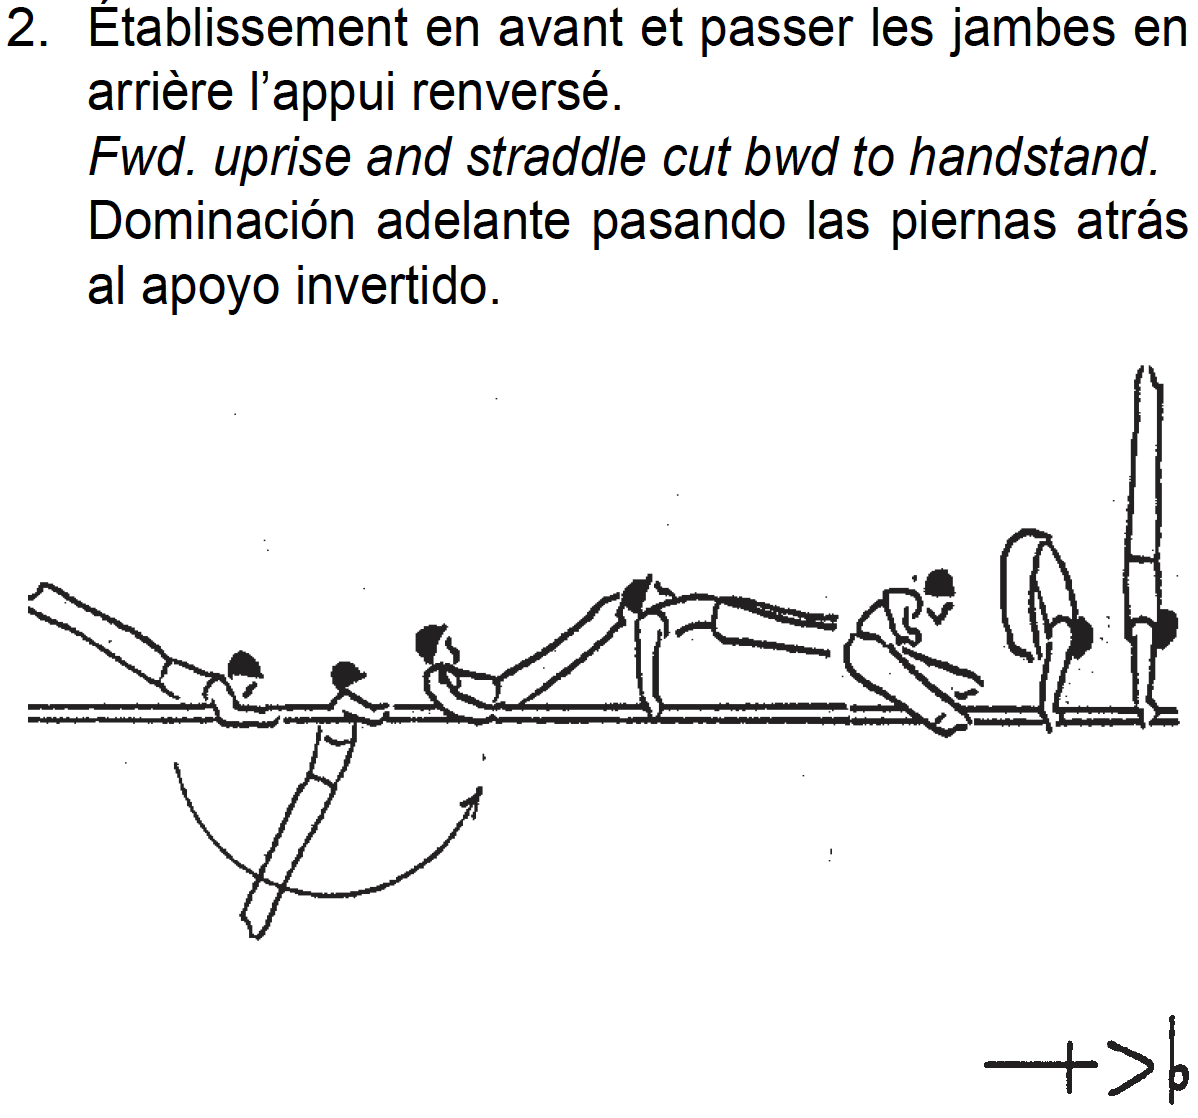 2. Établissement en avant et passer les jambes en
arrière l’appui renversé.
Fwd. uprise and straddle cut bwd to handstand.
Dominación adelante pasando las piernas atrás
al apoyo invertido.